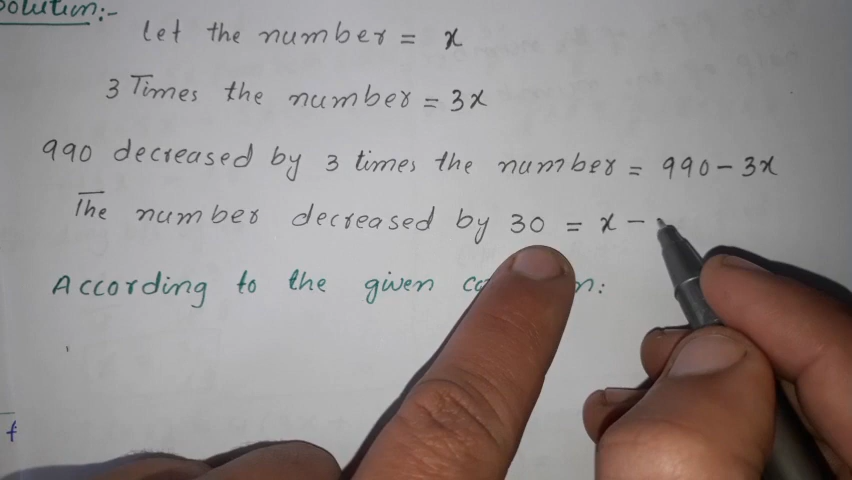 Solution:-
Let the number = x
3 Times the number = 3x
990 decreased by 3 times the number = 990 - 3x
The number decreased by 30 = x -
According to the given
f